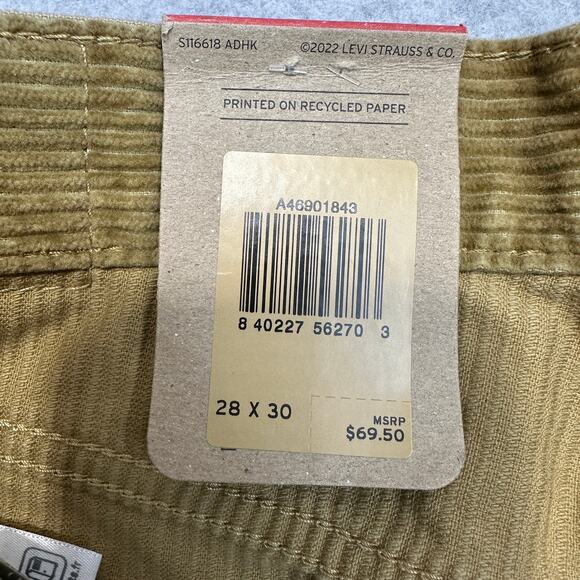 S116618 ADHK ©2022 LEVI STRAUSS & CO.
PRINTED ON RECYCLED PAPER
A46901843
8 40227 56270 3
28 X 30
MSRP
$69.50